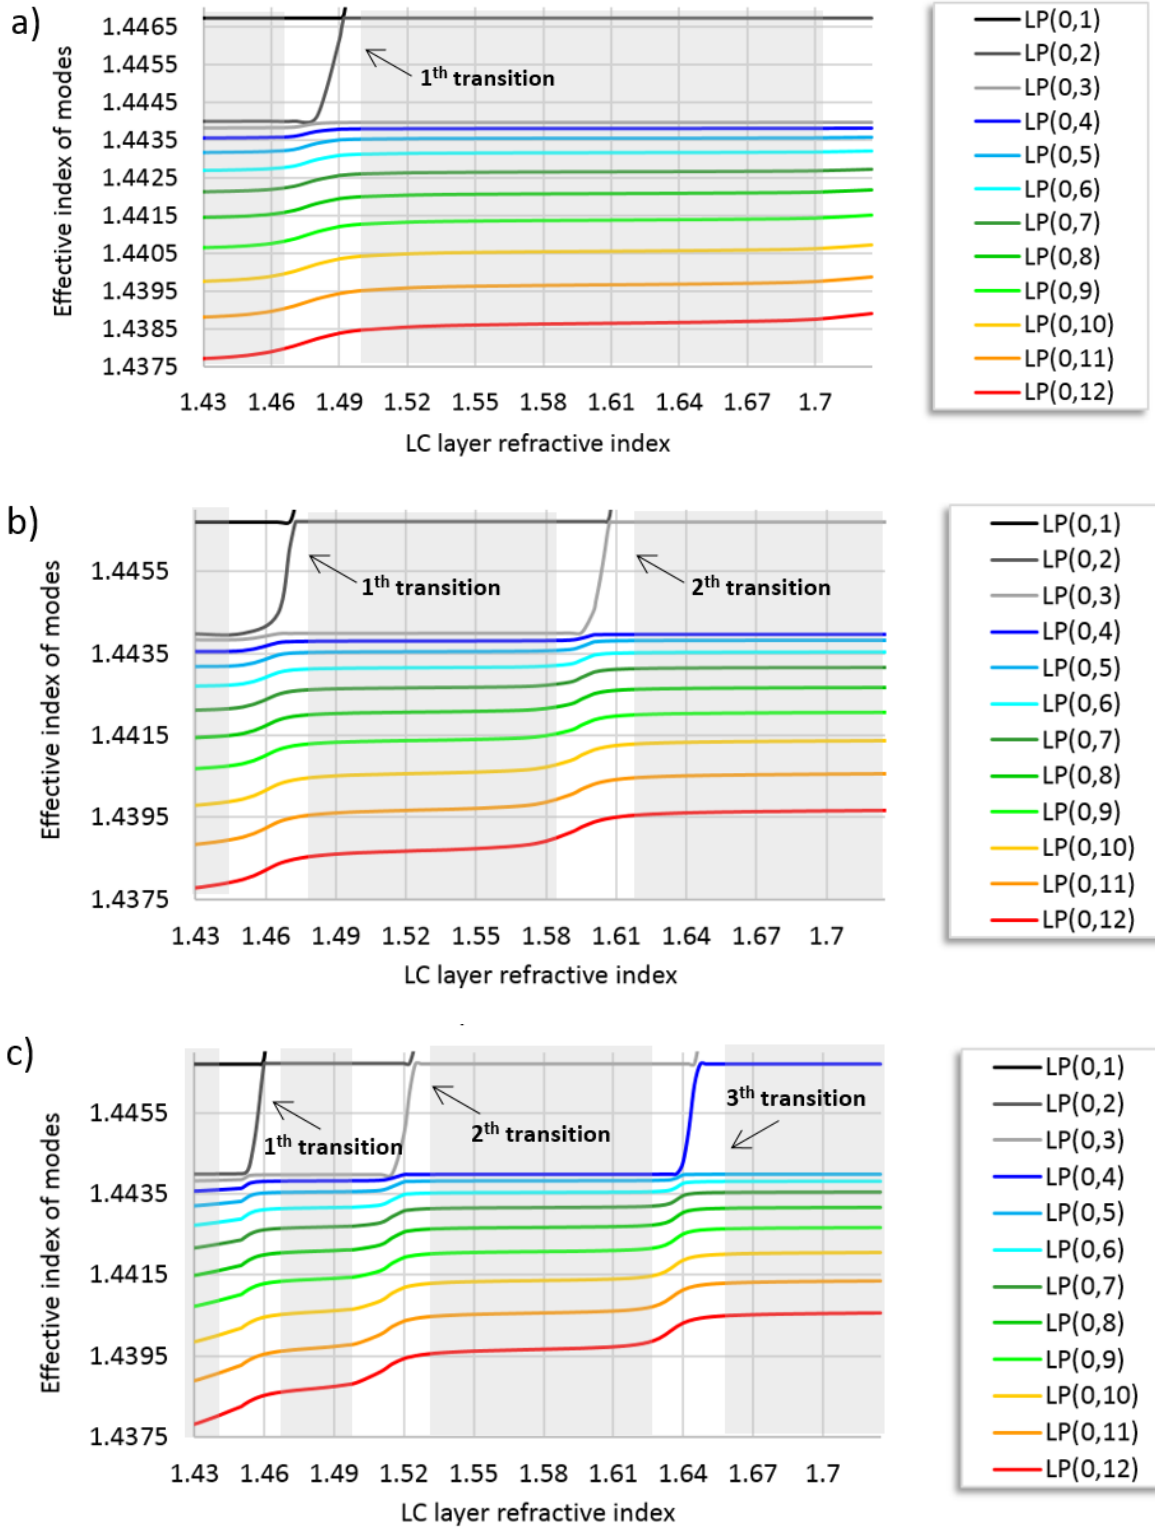 a)
Effective index of modes
1.4465
1.4455
1.4445
1.4435
1.4425
1.4415
1.4405
1.4395
1.4385
1.4375
1th transition
1.43 1.46 1.49 1.52 1.55 1.58 1.61 1.64 1.67 1.7
LC layer refractive index
LP(0,1)
LP(0,2)
LP(0,3)
LP(0,4)
LP(0,5)
LP(0,6)
LP(0,7)
LP(0,8)
LP(0,9)
LP(0,10)
LP(0,11)
LP(0,12)
b)
Effective index of modes
1.4455
1.4435
1.4415
1.4395
1.4375
1th transition
2th transition
1.43 1.46 1.49 1.52 1.55 1.58 1.61 1.64 1.67 1.7
LC layer refractive index
LP(0,1)
LP(0,2)
LP(0,3)
LP(0,4)
LP(0,5)
LP(0,6)
LP(0,7)
LP(0,8)
LP(0,9)
LP(0,10)
LP(0,11)
LP(0,12)
c)
Effective index of modes
1.4455
1.4435
1.4415
1.4395
1.4375
1th transition
2th transition
3th transition
1.43 1.46 1.49 1.52 1.55 1.58 1.61 1.64 1.67 1.7
LC layer refractive index
LP(0,1)
LP(0,2)
LP(0,3)
LP(0,4)
LP(0,5)
LP(0,6)
LP(0,7)
LP(0,8)
LP(0,9)
LP(0,10)
LP(0,11)
LP(0,12)